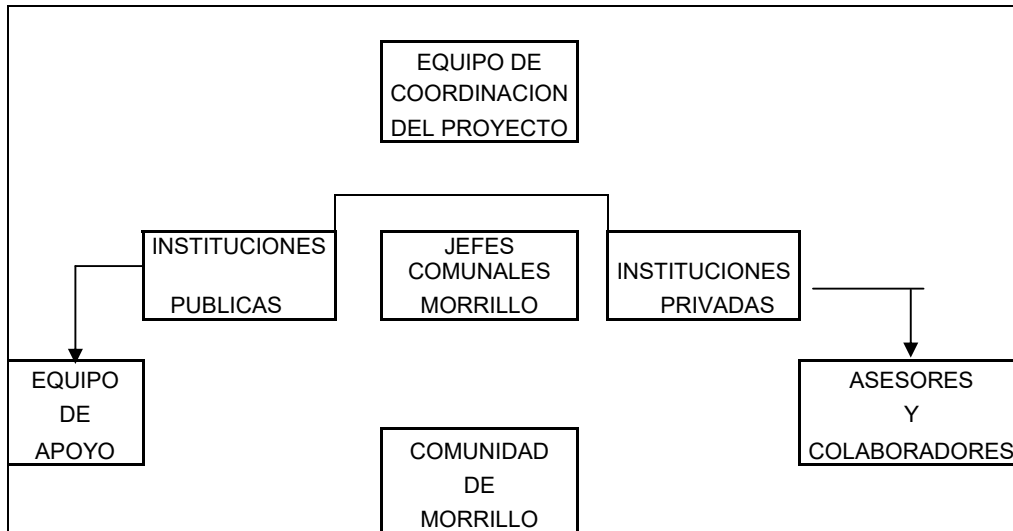 EQUIPO DE
COORDINACION
DEL PROYECTO
INSTITUCIONES
PUBLICAS
JEFES
COMUNALES
MORRILLO
INSTITUCIONES
PRIVADAS
EQUIPO
DE
APOYO
ASESORES
Y
COLABORADORES
COMUNIDAD
DE
MORRILLO